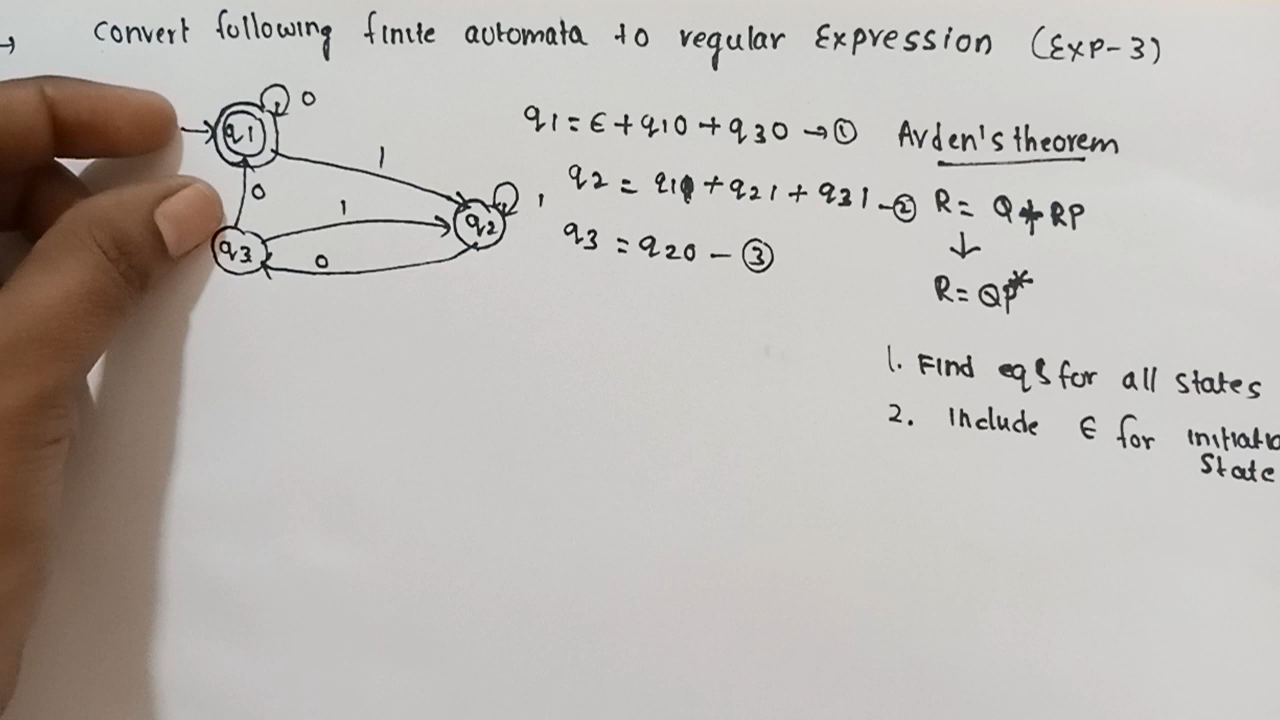 → convert following finite automata to regular Expression (Exp-3)
q1 0
1
0
1
q2 1
q3
0
q1 = ϵ + q10 + q30 → ①
q2 = q11 + q21 + q31 - ②
q3 = q20 - ③
Arden's theorem
R = Q + RP
↓
R = QP*
1. Find eqs for all states
2. Include ϵ for initial
State